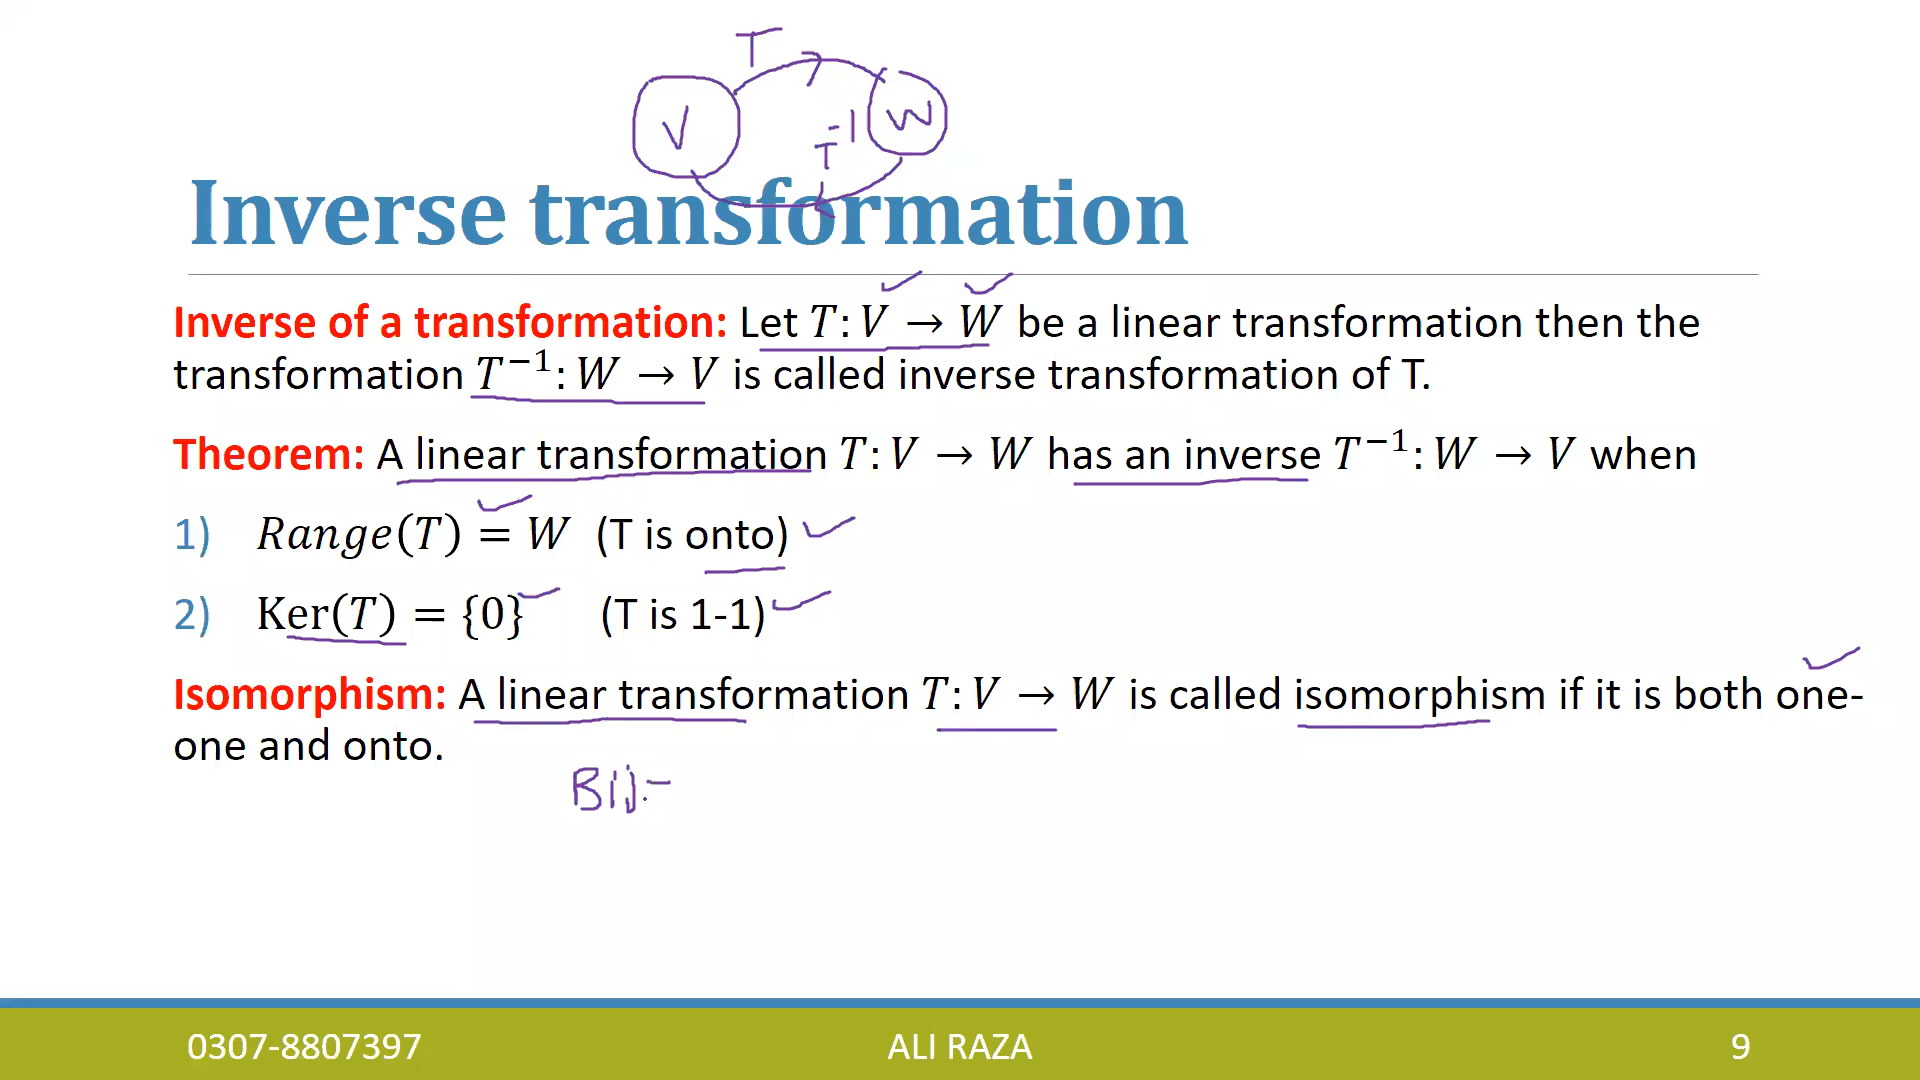 T
V
W
T⁻¹
Inverse transformation
Inverse of a transformation: Let T: V → W be a linear transformation then the
transformation T⁻¹: W → V is called inverse transformation of T.
Theorem: A linear transformation T: V → W has an inverse T⁻¹: W → V when
1) Range(T) = W (T is onto)
2) Ker(T) = {0} (T is 1-1)
Isomorphism: A linear transformation T: V → W is called isomorphism if it is both one-
one and onto.
Bij:-
0307-8807397 ALI RAZA 9